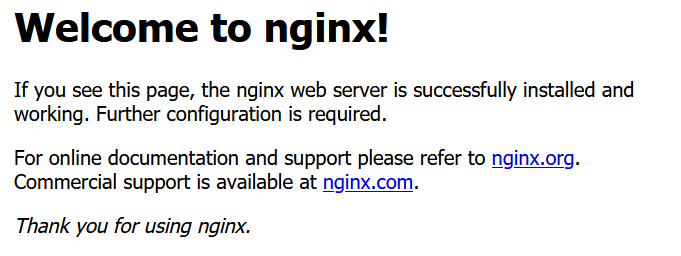 Welcome to nginx!
If you see this page, the nginx web server is successfully installed and
working. Further configuration is required.
For online documentation and support please refer to nginx.org.
Commercial support is available at nginx.com.
Thank you for using nginx.